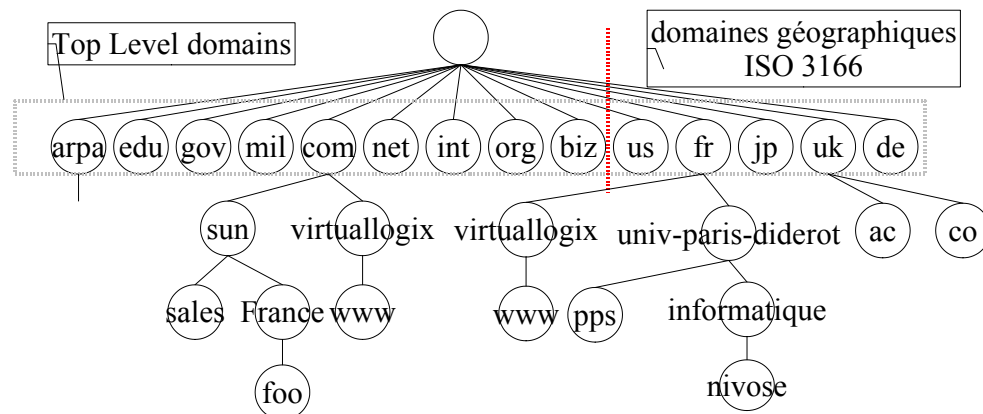 Top Level domains
domaines géographiques
ISO 3166
arpa edu gov mil com net int org biz us fr jp uk de
sun virtuallogix virtuallogix univ-paris-diderot ac co
sales France www www pps informatique
foo nivose